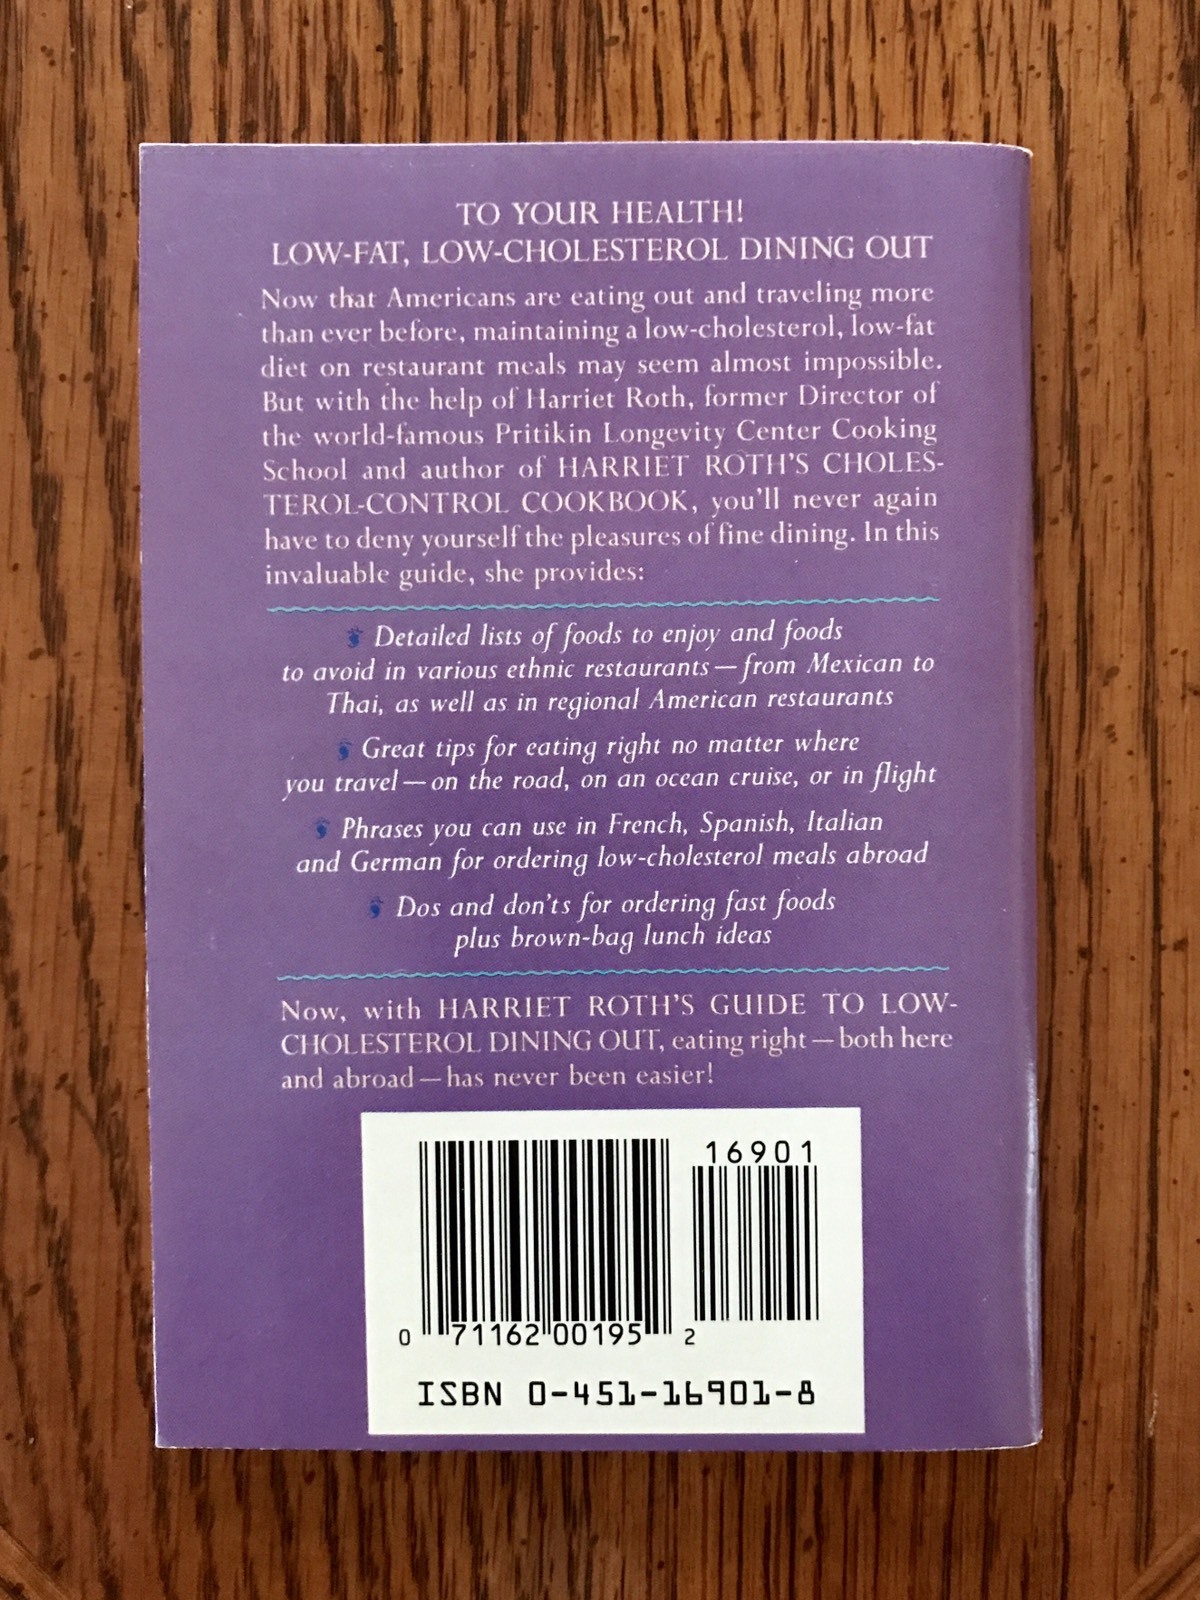 TO YOUR HEALTH!
LOW-FAT, LOW-CHOLESTEROL DINING OUT
Now that Americans are eating out and traveling more
than ever before, maintaining a low-cholesterol, low-fat
diet on restaurant meals may seem almost impossible.
But with the help of Harriet Roth, former Director of
the world-famous Pritikin Longevity Center Cooking
School and author of HARRIET ROTH'S CHOLES-
TEROL-CONTROL COOKBOOK, you'll never again
have to deny yourself the pleasures of fine dining. In this
invaluable guide, she provides:
Detailed lists of foods to enjoy and foods
to avoid in various ethnic restaurants—from Mexican to
Thai, as well as in regional American restaurants
Great tips for eating right no matter where
you travel—on the road, on an ocean cruise, or in flight
Phrases you can use in French, Spanish, Italian
and German for ordering low-cholesterol meals abroad
Dos and don'ts for ordering fast foods
plus brown-bag lunch ideas
Now, with HARRIET ROTH'S GUIDE TO LOW-
CHOLESTEROL DINING OUT, eating right—both here
and abroad—has never been easier!
16901
0 71162 00195 2
ISBN 0-451-16901-8